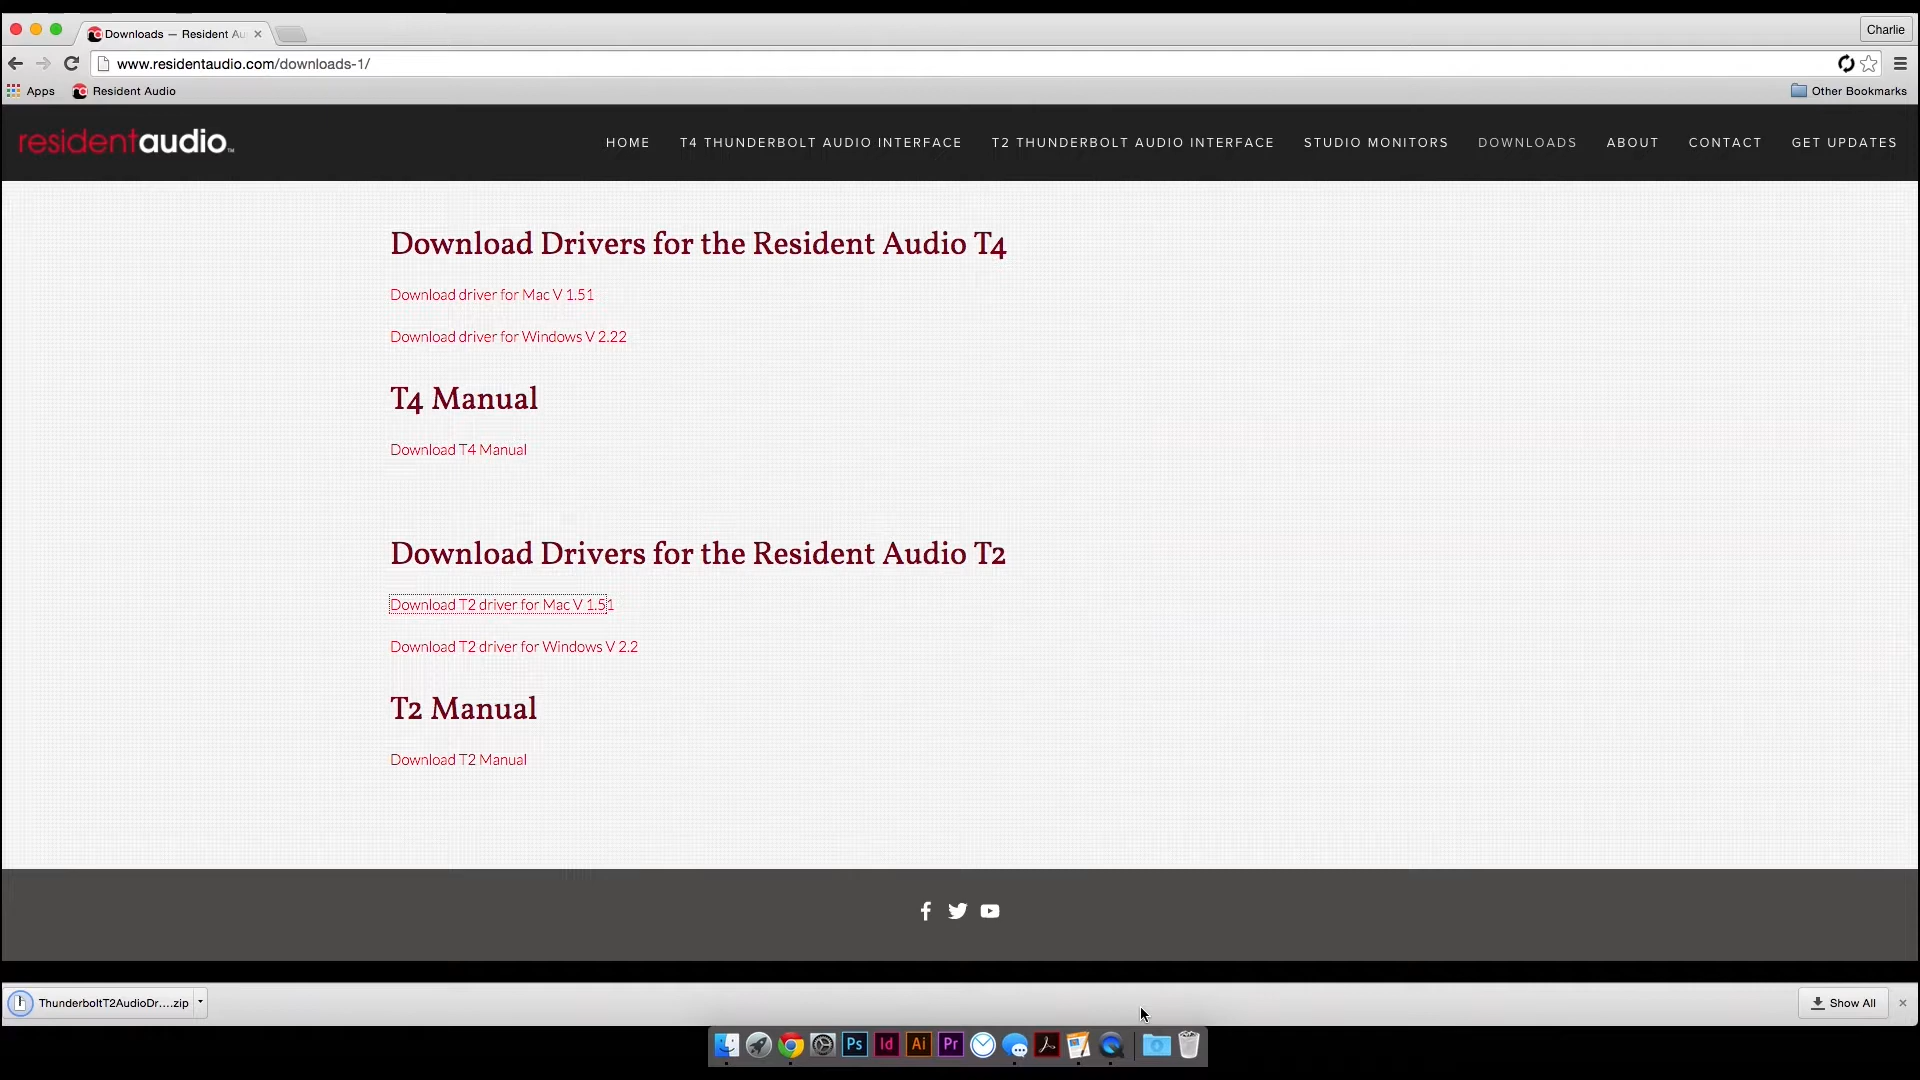 Downloads — Resident Au
Charlie
www.residentaudio.com/downloads-1/
Apps
Resident Audio
Other Bookmarks
residentaudio™
HOME
T4 THUNDERBOLT AUDIO INTERFACE
T2 THUNDERBOLT AUDIO INTERFACE
STUDIO MONITORS
DOWNLOADS
ABOUT
CONTACT
GET UPDATES
Download Drivers for the Resident Audio T4
Download driver for Mac V 1.51
Download driver for Windows V 2.22
T4 Manual
Download T4 Manual
Download Drivers for the Resident Audio T2
Download T2 driver for Mac V 1.51
Download T2 driver for Windows V 2.2
T2 Manual
Download T2 Manual
ThunderboltT2AudioDr....zip
Show All
Ps
Id
Ai
Pr